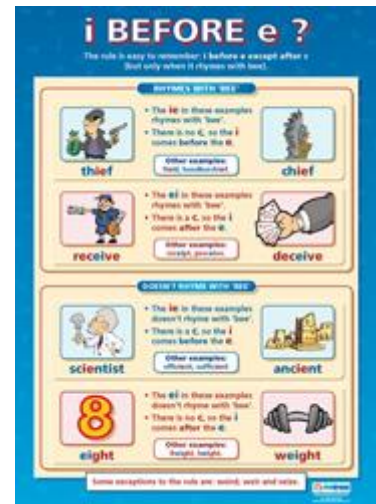 i BEFORE e ?
The rule is easy to remember: i before e except after c
(but only when it rhymes with bee).
RHYMES WITH 'BEE'
• The ie in these examples
rhymes with 'bee'.
• There is no c, so the i
comes before the e.
Other examples:
field, handkerchief.
thief
chief
• The ei in these examples
rhymes with 'bee'.
• There is a c, so the i
comes after the e.
Other examples:
receipt, perceive.
receive
deceive
DOESN'T RHYME WITH 'BEE'
• The ie in these examples
doesn't rhyme with 'bee'.
• There is a c, so the i
comes before the e.
Other examples:
efficient, sufficient
scientist
ancient
• The ei in these examples
doesn't rhyme with 'bee'.
• There is no c, so the i
comes after the e.
Other examples:
freight, height.
8
eight
weight
Some exceptions to the rule are: weird, seit and seize.